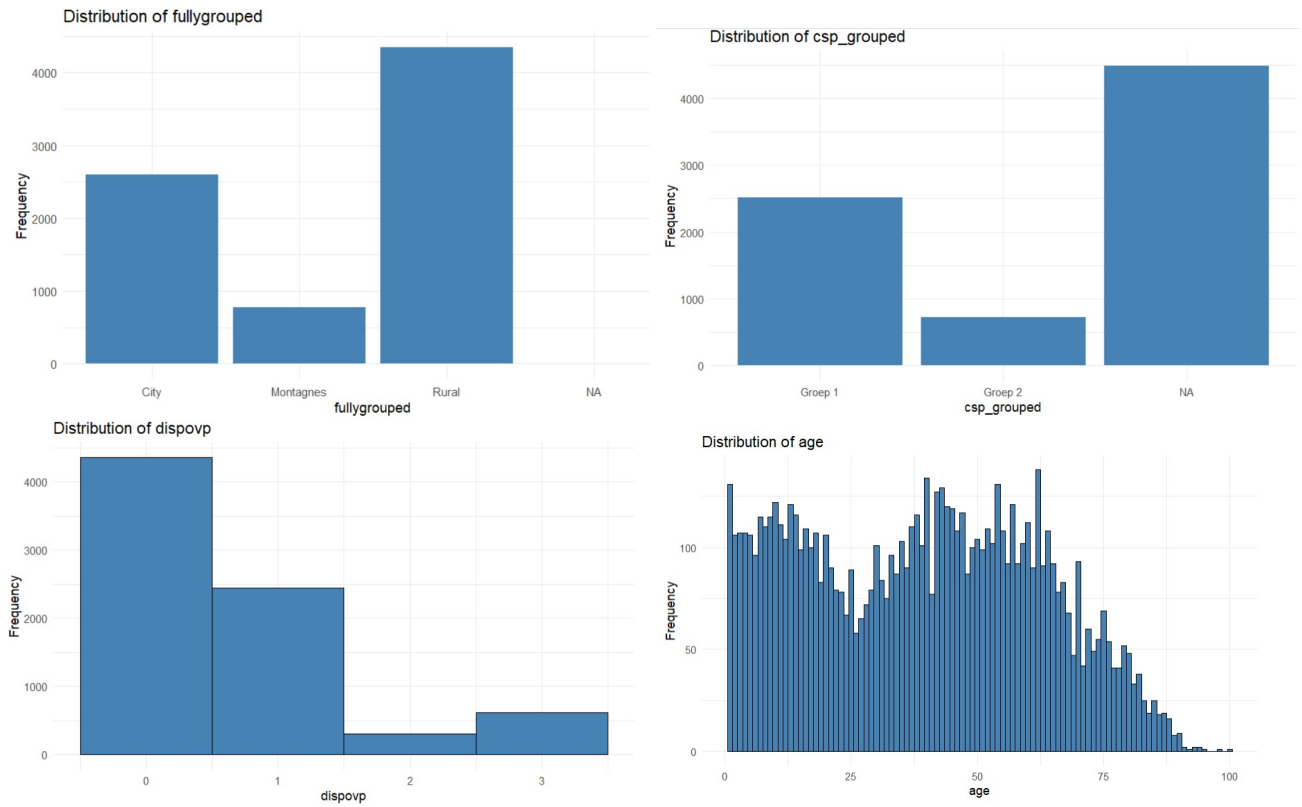 Distribution of fullygrouped
4000
3000
2000
1000
0
Frequency
City Montagnes Rural NA
fullygrouped
Distribution of csp_grouped
4000
3000
2000
1000
0
Frequency
Groep 1 Groep 2 NA
csp_grouped
Distribution of dispovp
4000
3000
2000
1000
0
Frequency
0 1 2 3
dispovp
Distribution of age
100
50
0
Frequency
0 25 50 75 100
age